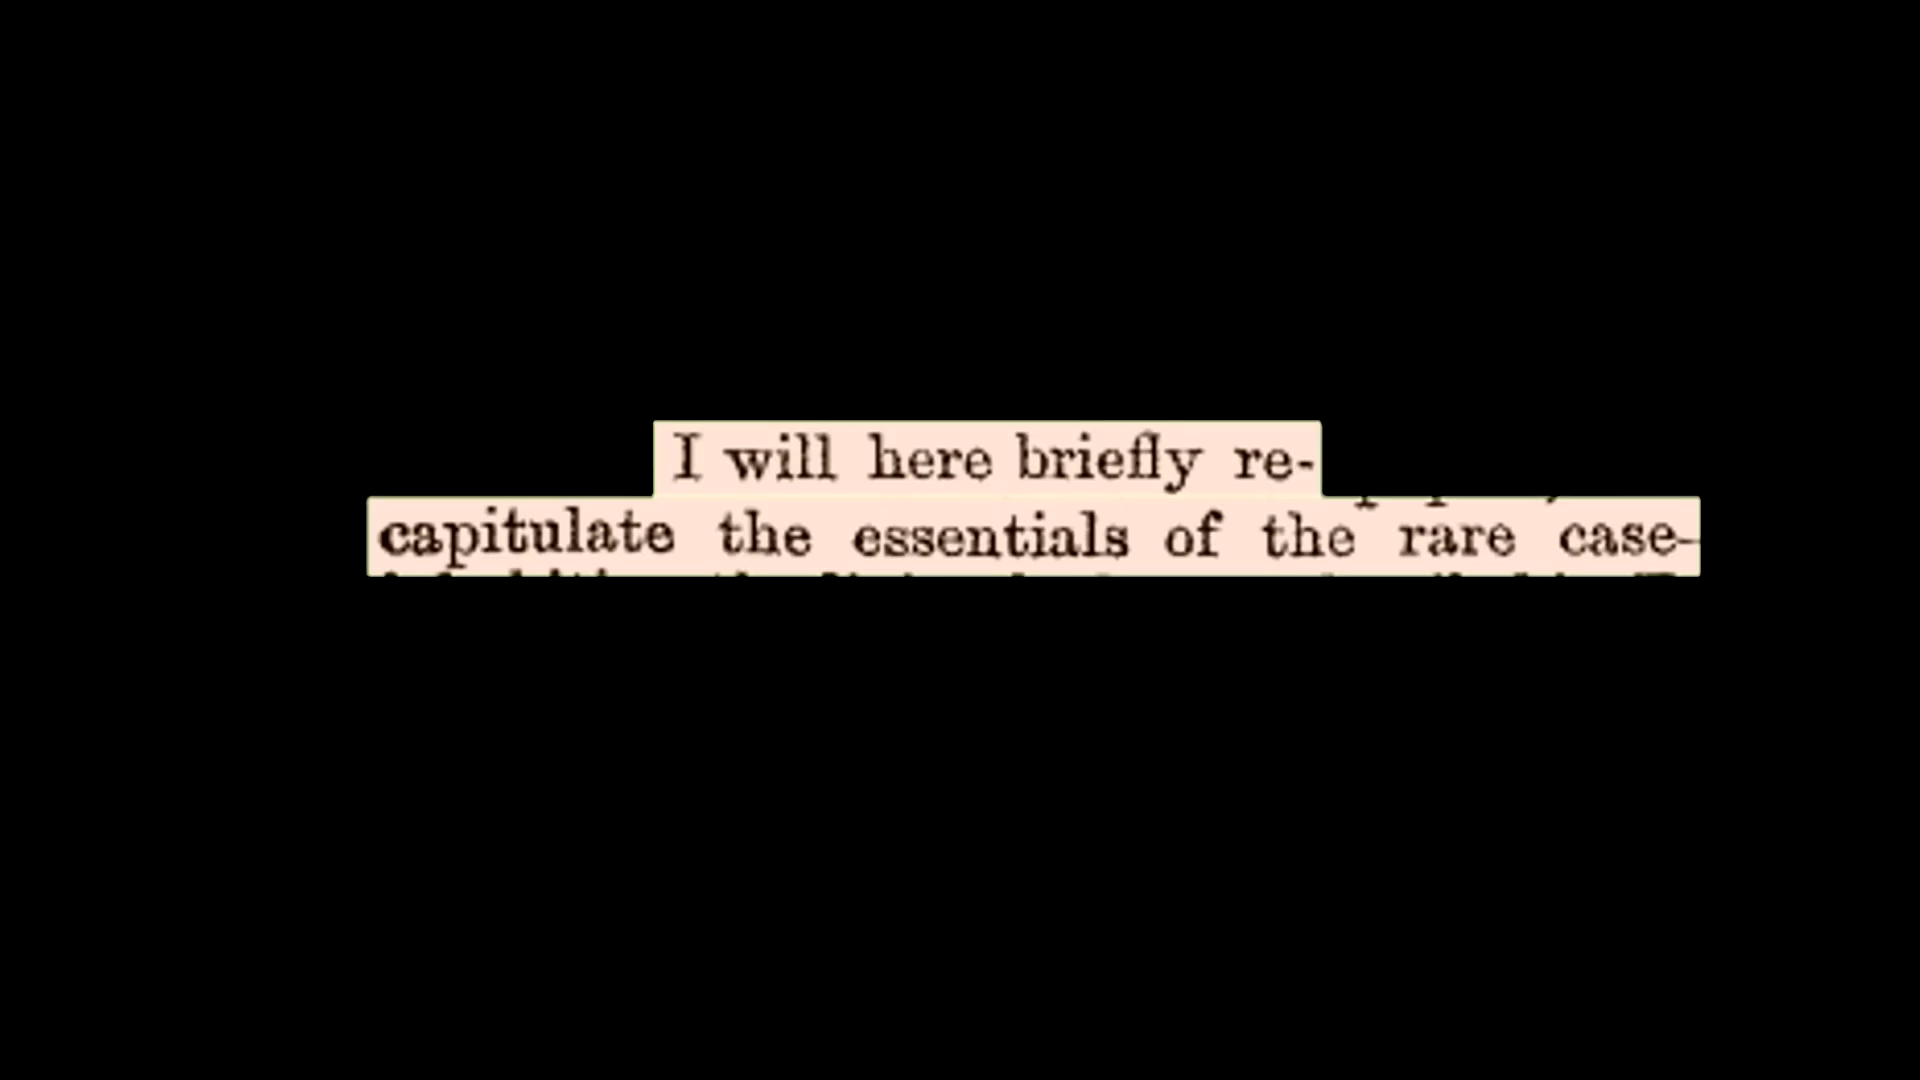 I will here briefly re-
capitulate the essentials of the rare case-